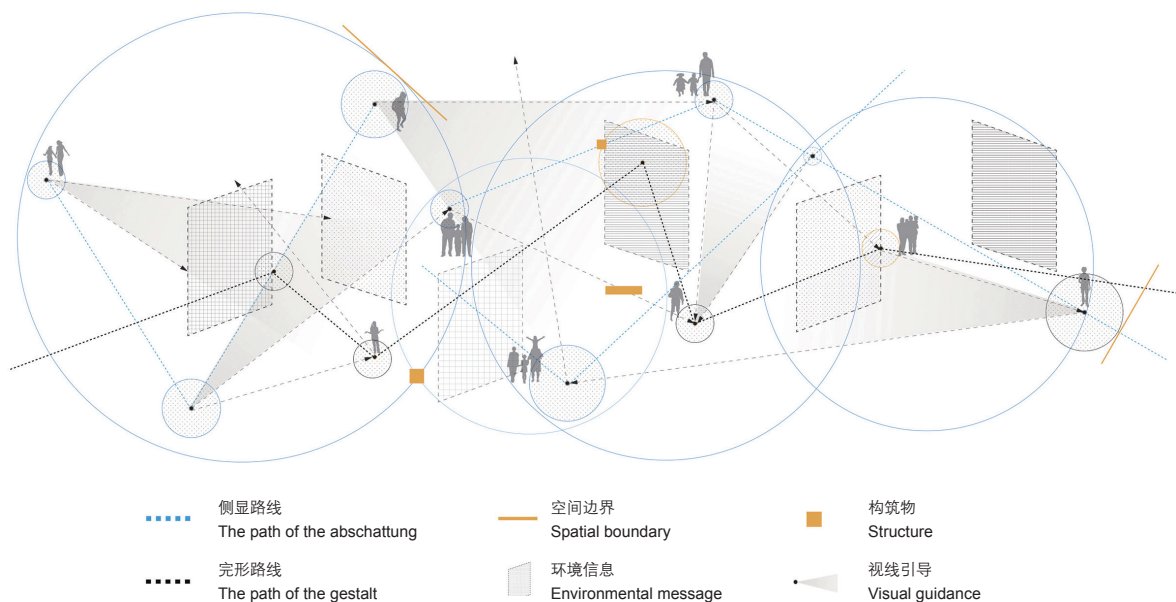 侧显路线
The path of the abschattung
空间边界
Spatial boundary
构筑物
Structure
完形路线
The path of the gestalt
环境信息
Environmental message
视线引导
Visual guidance